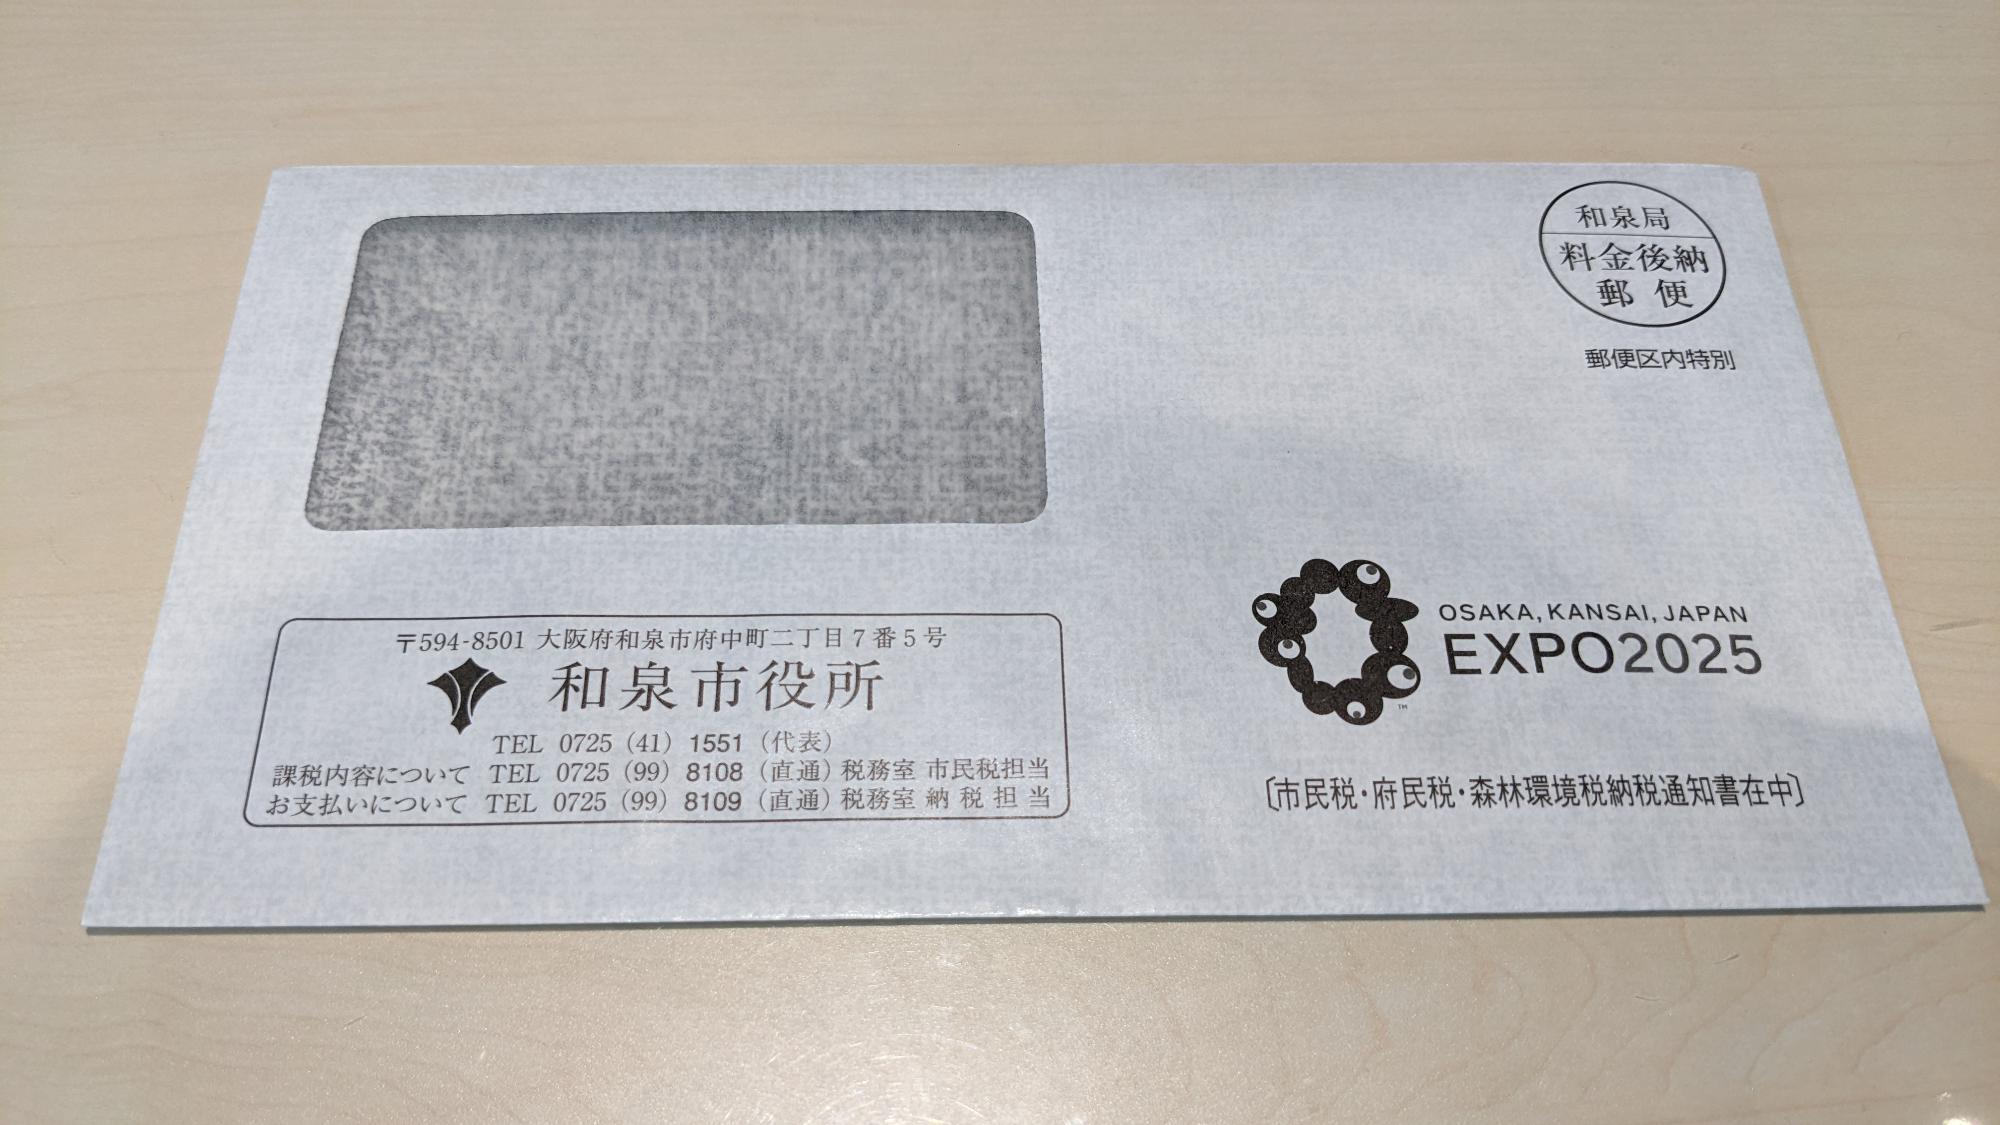 和泉局
料金後納
郵便
郵便区内特別
〒594-8501 大阪府和泉市府中町二丁目7番5号
和泉市役所
TEL 0725 (41) 1551 (代表)
課税内容について TEL 0725 (99) 8108 (直通) 税務室 市民税担当
お支払いについて TEL 0725 (99) 8109 (直通) 税務室 納税担当
OSAKA, KANSAI, JAPAN
EXPO2025
TM
〔市民税・府民税・森林環境税納税通知書在中〕